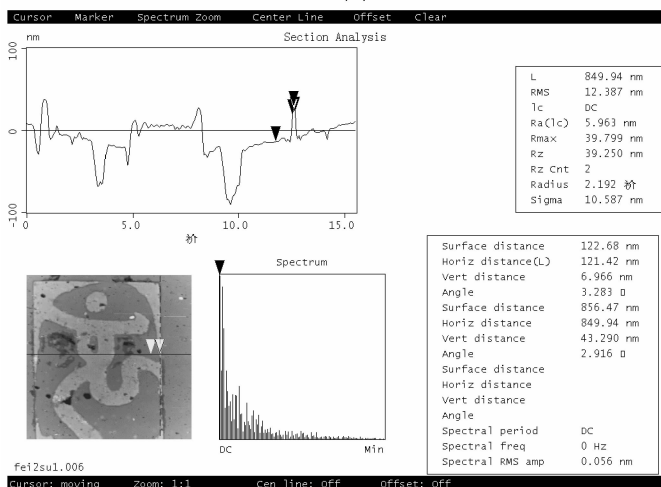 Cursor Marker Spectrum Zoom Center Line Offset Clear
nm
Section Analysis
100
0
-100
0 5.0 10.0 15.0
L 849.94 nm
RMS 12.387 nm
lc DC
Ra(lc) 5.963 nm
Rmax 39.799 nm
Rz 39.250 nm
Rz Cnt 2
Radius 2.192
Sigma 10.587 nm
Spectrum
DC Min
Surface distance 122.68 nm
Horiz distance(L) 121.42 nm
Vert distance 6.966 nm
Angle 3.283
Surface distance 856.47 nm
Horiz distance 849.94 nm
Vert distance 43.290 nm
Angle 2.916
Surface distance
Horiz distance
Vert distance
Angle
Spectral period DC
Spectral freq 0 Hz
Spectral RMS amp 0.056 nm
fei2su1.006
Cursor: moving Zoom: 1:1 Cen line: Off Offset: Off